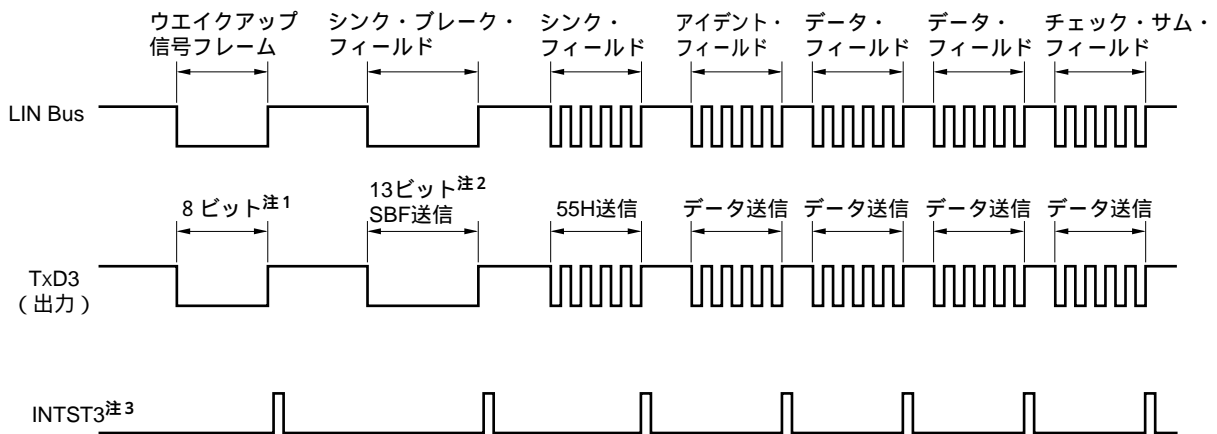 ウエイクアップ
信号フレーム
シンク・ブレーク・
フィールド
シンク・
フィールド
アイデント・
フィールド
データ・
フィールド
データ・
フィールド
チェック・サム・
フィールド
LIN Bus
8 ビット注1
13ビット注2
SBF送信
55H送信
データ送信
データ送信
データ送信
データ送信
TxD3
（出力）
INTST3注3